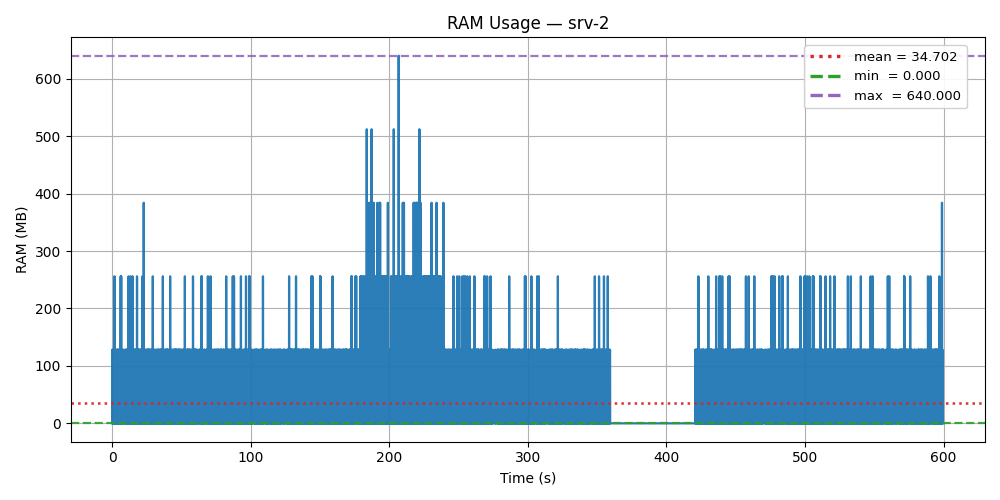 RAM Usage — srv-2
mean = 34.702
min  = 0.000
max  = 640.000
RAM (MB)
600
500
400
300
200
100
0
0 100 200 300 400 500 600
Time (s)